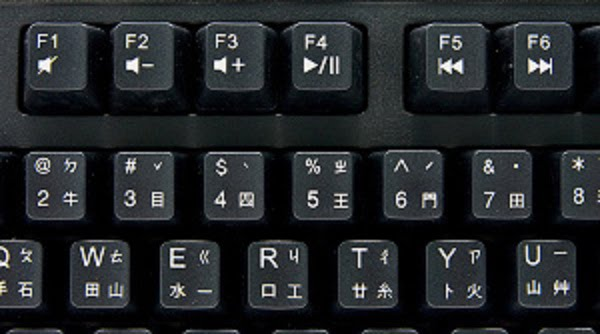 F1 F2 F3 F4 F5 F6
− + ▶/II
@ ㄉ # ˇ $ ˋ % ㄓ ^ ˊ & ˙ *
2 牛 3 目 4 四 5 王 6 門 7 田 8
Q ㄆ W ㄊ E ㄍ R ㄐ T ㄔ Y ㄗ U ㄧ
手 石 田 山 水 一 口 工 廿 糸 卜 火 山 艸